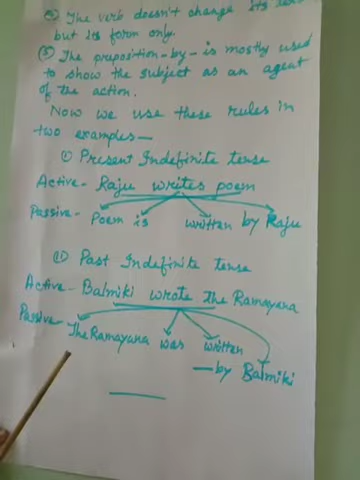 ④ The verb doesn't change its
but its form only.
⑤ The preposition-by-is mostly used
to show the subject as an agent
of the action.
Now we use these rules in
two examples—
① Present Indefinite tense
Active- Raju writes poem
Passive- Poem is written by Raju
② Past Indefinite tense
Active- Balmiki wrote the Ramayana
Passive- The Ramayana was written
—by Balmiki